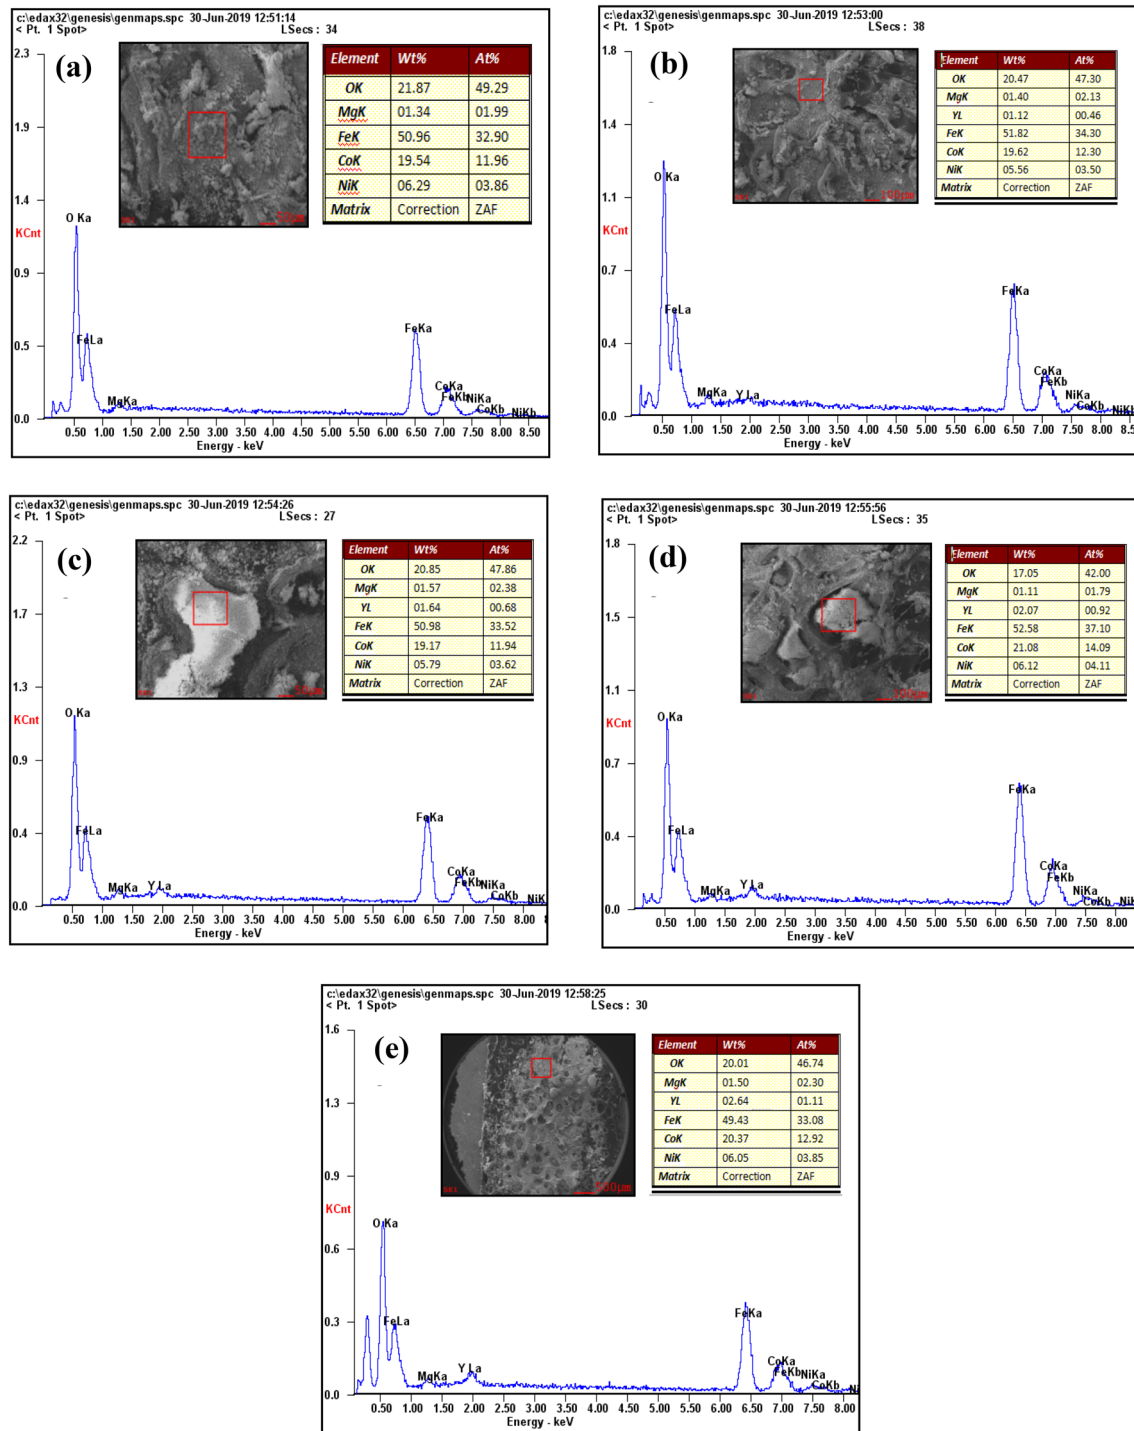 c:\edax32\genesis\genmaps.spc 30-Jun-2019 12:51:14
< Pt. 1 Spot> LSecs : 34
(a)
Element Wt% At%
OK 21.87 49.29
MgK 01.34 01.99
FeK 50.96 32.90
CoK 19.54 11.96
NiK 06.29 03.86
Matrix Correction ZAF
2.3
1.9
1.4
KCnt
0.9
0.5
0.0
O Ka
FeLa
MgKa
FeKa
CoKa
FeKb
NiKa
CoKb
NiKb
0.50 1.00 1.50 2.00 2.50 3.00 3.50 4.00 4.50 5.00 5.50 6.00 6.50 7.00 7.50 8.00 8.50
Energy - keV
c:\edax32\genesis\genmaps.spc 30-Jun-2019 12:53:00
< Pt. 1 Spot> LSecs : 38
(b)
Element Wt% At%
OK 20.47 47.30
MgK 01.40 02.13
YL 01.12 00.46
FeK 51.82 34.30
CoK 19.62 12.30
NiK 05.56 03.50
Matrix Correction ZAF
1.8
1.4
1.1
KCnt
0.7
0.4
0.0
O Ka
FeLa
MgKa
Y La
FeKa
CoKa
FeKb
NiKa
CoKb
0.50 1.00 1.50 2.00 2.50 3.00 3.50 4.00 4.50 5.00 5.50 6.00 6.50 7.00 7.50 8.00 8.50
Energy - keV
c:\edax32\genesis\genmaps.spc 30-Jun-2019 12:54:26
< Pt. 1 Spot> LSecs : 27
(c)
Element Wt% At%
OK 20.85 47.86
MgK 01.57 02.38
YL 01.64 00.68
FeK 50.98 33.52
CoK 19.17 11.94
NiK 05.79 03.62
Matrix Correction ZAF
2.2
1.7
1.3
KCnt
0.9
0.4
0.0
O Ka
FeLa
MgKa
Y La
FeKa
CoKa
FeKb
NiKa
CoKb
NiK
0.50 1.00 1.50 2.00 2.50 3.00 3.50 4.00 4.50 5.00 5.50 6.00 6.50 7.00 7.50 8.00
Energy - keV
c:\edax32\genesis\genmaps.spc 30-Jun-2019 12:55:56
< Pt. 1 Spot> LSecs : 35
(d)
Element Wt% At%
OK 17.05 42.00
MgK 01.11 01.79
YL 02.07 00.92
FeK 52.58 37.10
CoK 21.08 14.09
NiK 06.12 04.11
Matrix Correction ZAF
1.8
1.5
1.1
KCnt
0.7
0.4
0.0
O Ka
FeLa
MgKa
Y La
FeKa
CoKa
FeKb
NiKa
CoKb
0.50 1.00 1.50 2.00 2.50 3.00 3.50 4.00 4.50 5.00 5.50 6.00 6.50 7.00 7.50 8.00
Energy - keV
c:\edax32\genesis\genmaps.spc 30-Jun-2019 12:58:25
< Pt. 1 Spot> LSecs : 30
(e)
Element Wt% At%
OK 20.01 46.74
MgK 01.50 02.30
YL 02.64 01.11
FeK 49.43 33.08
CoK 20.37 12.92
NiK 06.05 03.85
Matrix Correction ZAF
1.6
1.3
0.9
KCnt
0.6
0.3
0.0
O Ka
FeLa
MgKa
Y La
FeKa
CoKa
FeKb
NiKa
CoKb
0.50 1.00 1.50 2.00 2.50 3.00 3.50 4.00 4.50 5.00 5.50 6.00 6.50 7.00 7.50 8.00
Energy - keV